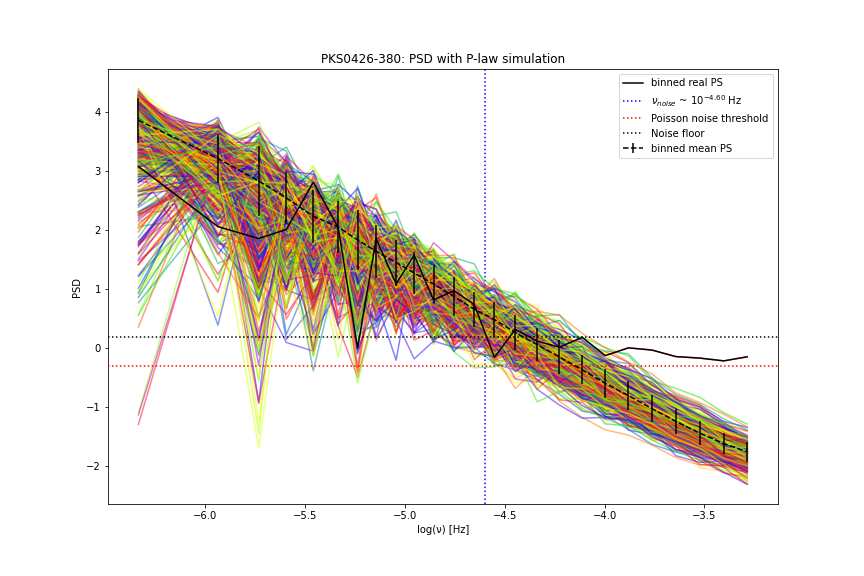 PKS0426-380: PSD with P-law simulation
binned real PS
ν_noise ~ 10^−4.60 Hz
Poisson noise threshold
Noise floor
binned mean PS
PSD
4
3
2
1
0
−1
−2
−6.0 −5.5 −5.0 −4.5 −4.0 −3.5
log(ν) [Hz]